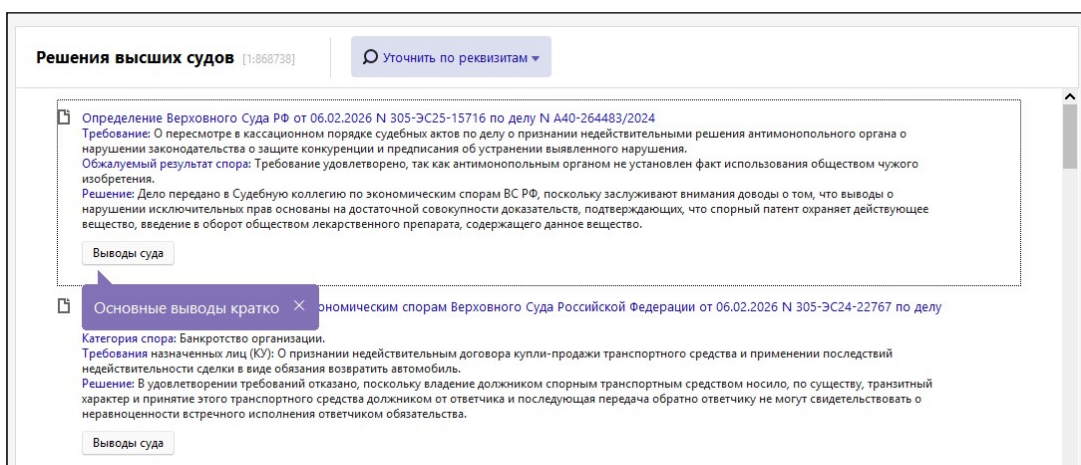 Решения высших судов [1:868738]
Уточнить по реквизитам
Определение Верховного Суда РФ от 06.02.2026 N 305-ЭС25-15716 по делу N А40-264483/2024
Требование: О пересмотре в кассационном порядке судебных актов по делу о признании недействительными решения антимонопольного органа о
нарушении законодательства о защите конкуренции и предписания об устранении выявленного нарушения.
Обжалуемый результат спора: Требование удовлетворено, так как антимонопольным органом не установлен факт использования обществом чужого
изобретения.
Решение: Дело передано в Судебную коллегию по экономическим спорам ВС РФ, поскольку заслуживают внимания доводы о том, что выводы о
нарушении исключительных прав основаны на достаточной совокупности доказательств, подтверждающих, что спорный патент охраняет действующее
вещество, введение в оборот обществом лекарственного препарата, содержащего данное вещество.
Выводы суда
Основные выводы кратко ×
ономическим спорам Верховного Суда Российской Федерации от 06.02.2026 N 305-ЭС24-22767 по делу
Категория спора: Банкротство организации.
Требования назначенных лиц (КУ): О признании недействительным договора купли-продажи транспортного средства и применении последствий
недействительности сделки в виде обязания возвратить автомобиль.
Решение: В удовлетворении требований отказано, поскольку владение должником спорным транспортным средством носило, по существу, транзитный
характер и принятие этого транспортного средства должником от ответчика и последующая передача обратно ответчику не могут свидетельствовать о
неравноценности встречного исполнения ответчиком обязательства.
Выводы суда